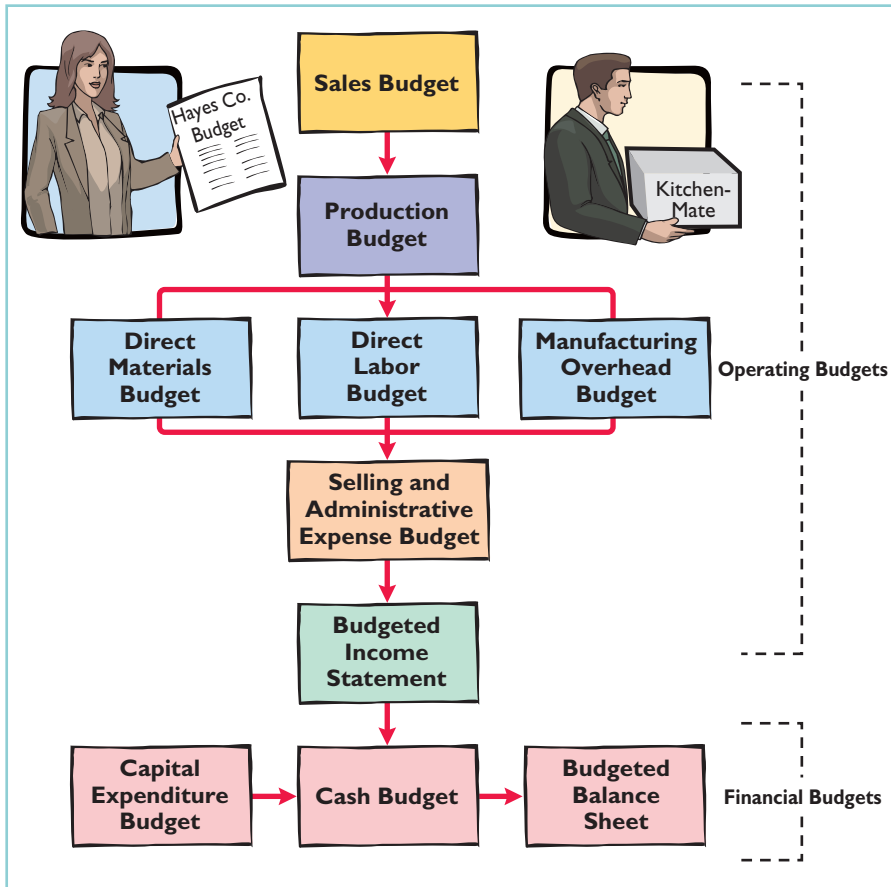 Hayes Co.
Budget
Sales Budget
Kitchen-
Mate
Production
Budget
Direct
Materials
Budget
Direct
Labor
Budget
Manufacturing
Overhead
Budget
Operating Budgets
Selling and
Administrative
Expense Budget
Budgeted
Income
Statement
Capital
Expenditure
Budget
Cash Budget
Budgeted
Balance
Sheet
Financial Budgets